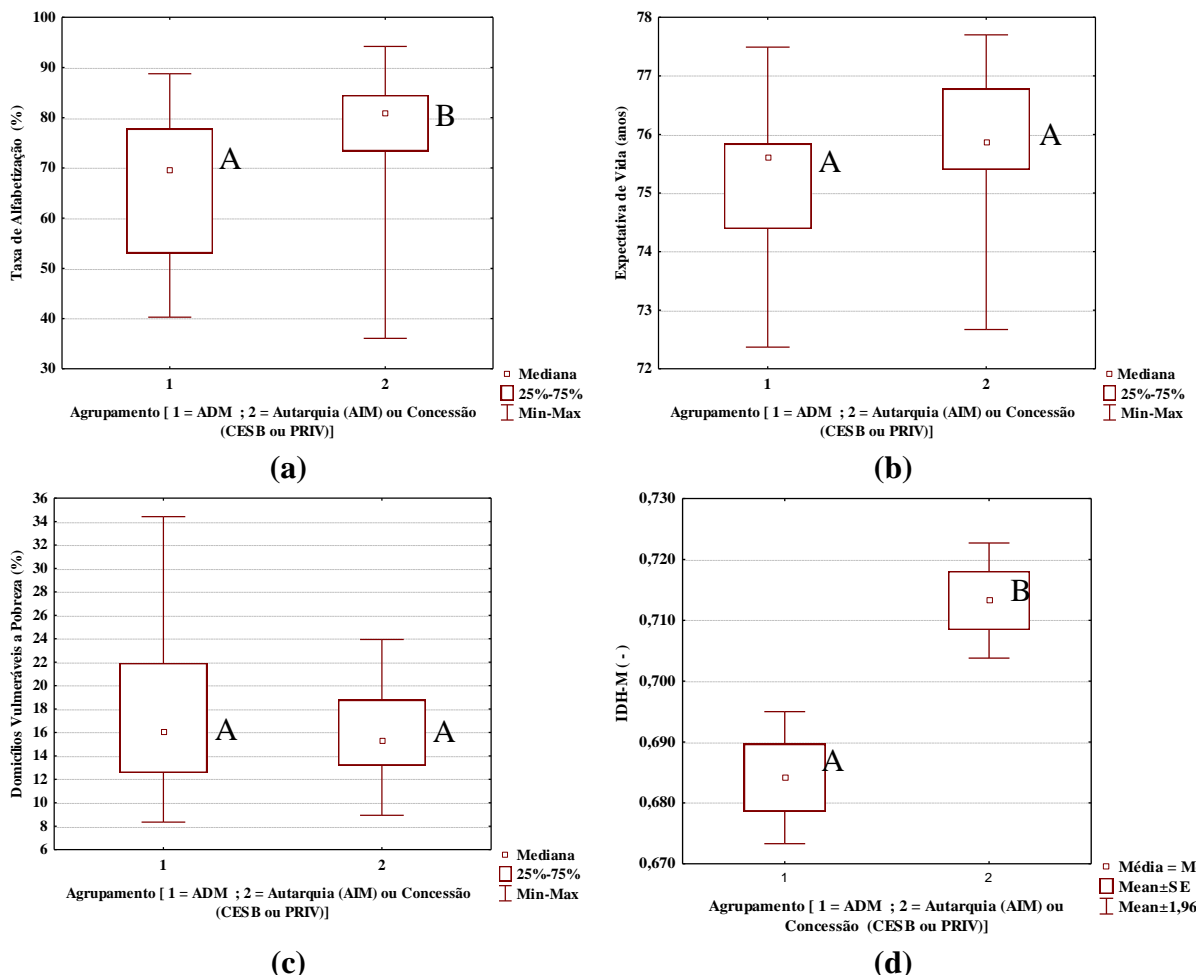 100
90
80
70
60
50
40
30
Taxa de Alfabetização (%)
A
B
1
2
Agrupamento [ 1 = ADM ; 2 = Autarquia (AIM) ou Concessão
(CESB ou PRIV)]
Mediana
25%-75%
Min-Max
(a)
78
77
76
75
74
73
72
Expectativa de Vida (anos)
A
A
1
2
Agrupamento [ 1 = ADM ; 2 = Autarquia (AIM) ou Concessão
(CESB ou PRIV)]
Mediana
25%-75%
Min-Max
(b)
36
34
32
30
28
26
24
22
20
18
16
14
12
10
8
6
Domicílios Vulmeráveis a Pobreza (%)
A
A
1
2
Agrupamento [ 1 = ADM ; 2 = Autarquia (AIM) ou Concessão
(CESB ou PRIV)]
Mediana
25%-75%
Min-Max
(c)
0,730
0,720
0,710
0,700
0,690
0,680
0,670
IDH-M ( - )
A
B
1
2
Agrupamento [ 1 = ADM ; 2 = Autarquia (AIM) ou
Concessão (CESB ou PRIV)]
Média = M
Mean±SE
Mean±1,96
(d)